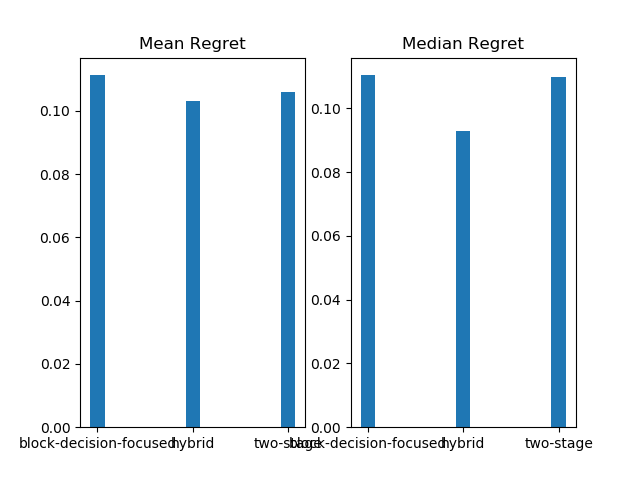 Mean Regret
0.10
0.08
0.06
0.04
0.02
0.00
block-decision-focused
hybrid
two-stage
Median Regret
0.10
0.08
0.06
0.04
0.02
0.00
block-decision-focused
hybrid
two-stage